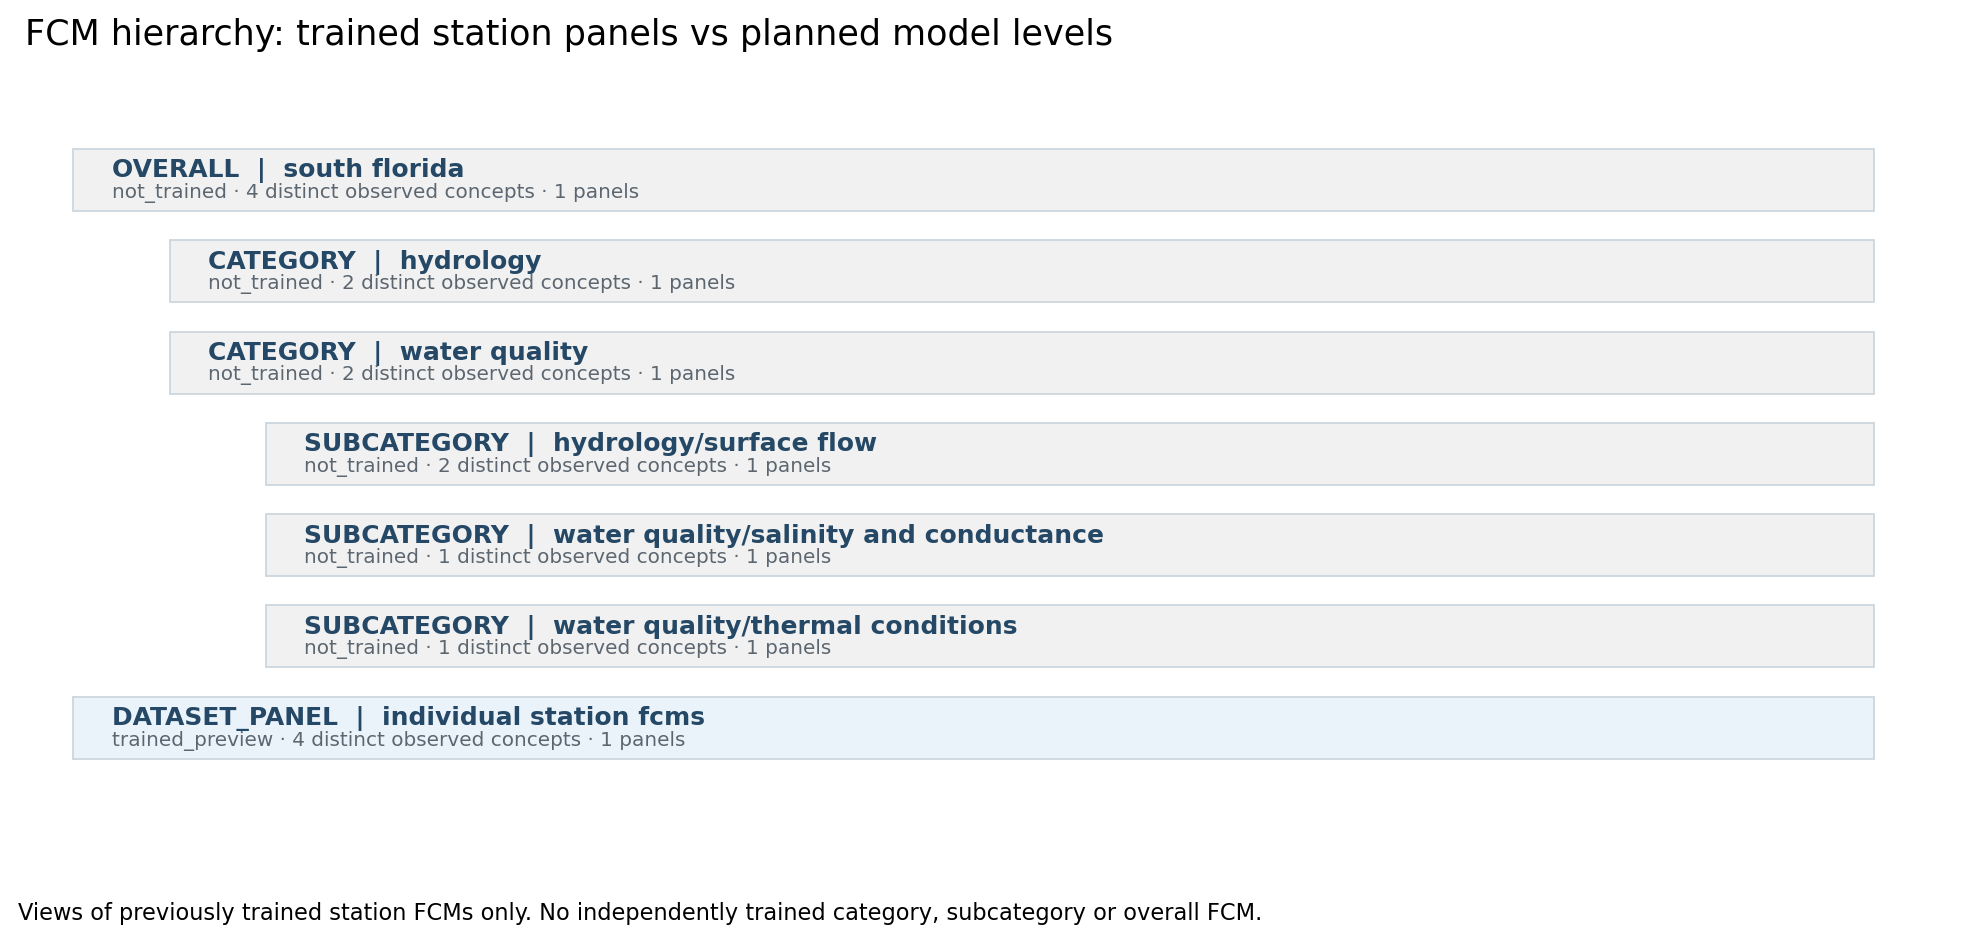 FCM hierarchy: trained station panels vs planned model levels
OVERALL | south florida
not_trained · 4 distinct observed concepts · 1 panels
CATEGORY | hydrology
not_trained · 2 distinct observed concepts · 1 panels
CATEGORY | water quality
not_trained · 2 distinct observed concepts · 1 panels
SUBCATEGORY | hydrology/surface flow
not_trained · 2 distinct observed concepts · 1 panels
SUBCATEGORY | water quality/salinity and conductance
not_trained · 1 distinct observed concepts · 1 panels
SUBCATEGORY | water quality/thermal conditions
not_trained · 1 distinct observed concepts · 1 panels
DATASET_PANEL | individual station fcms
trained_preview · 4 distinct observed concepts · 1 panels
Views of previously trained station FCMs only. No independently trained category, subcategory or overall FCM.